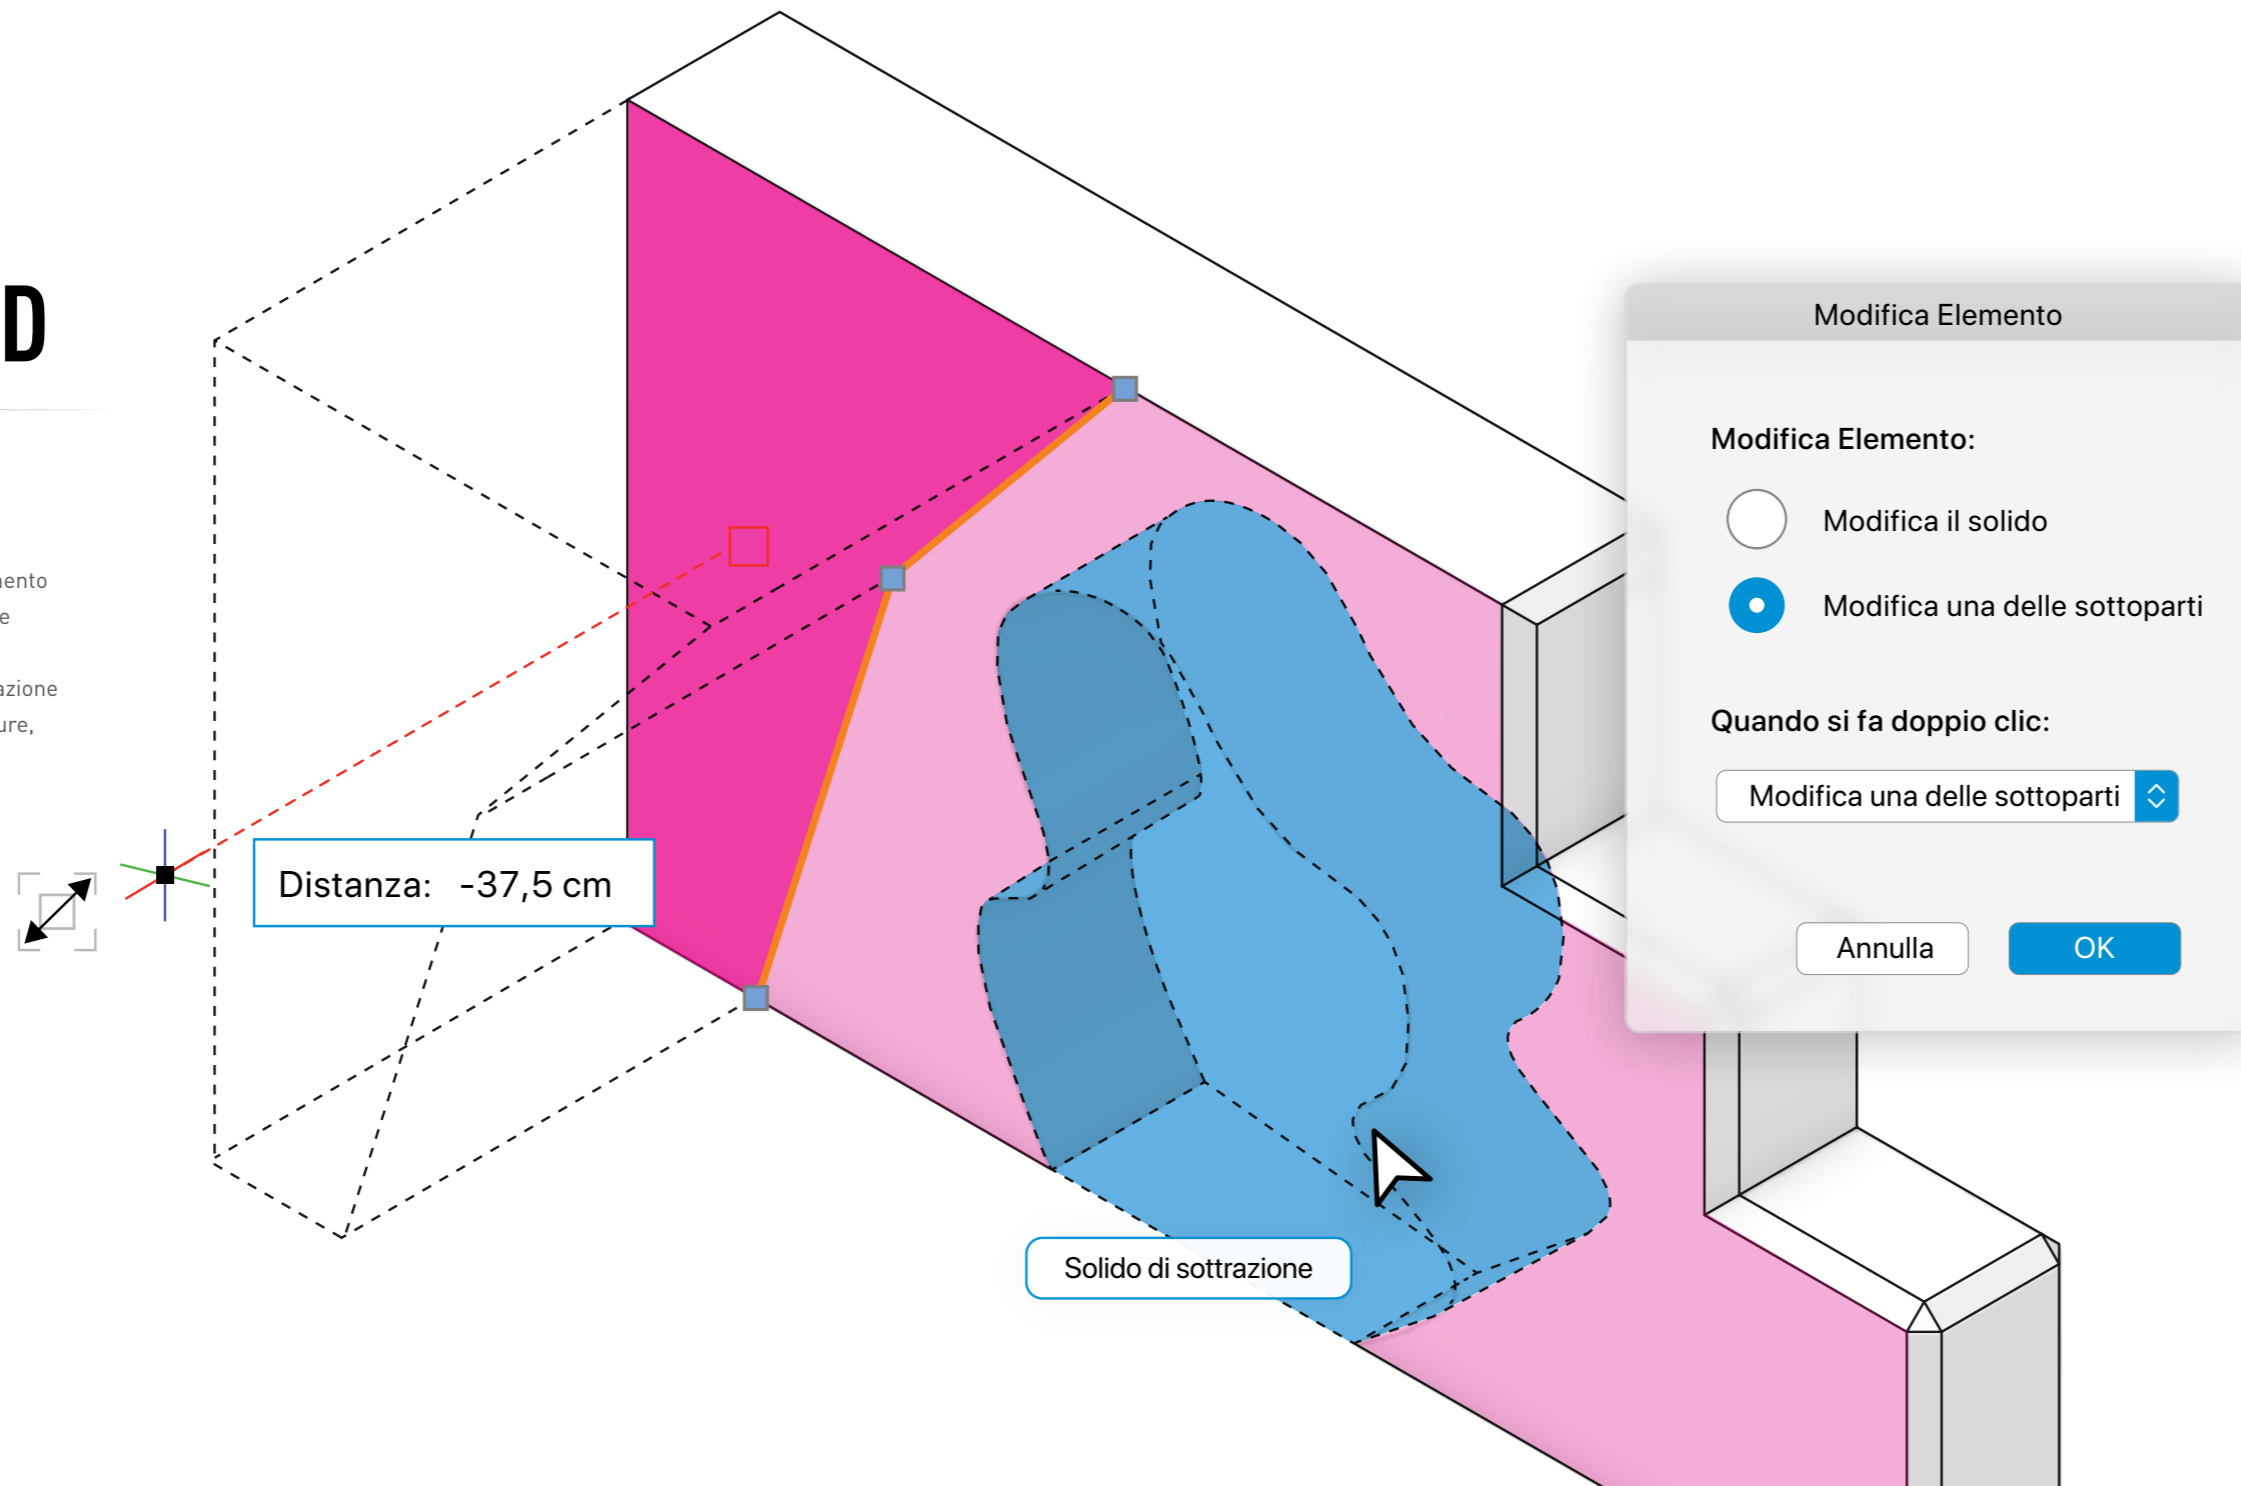 D
e
azione
Distanza: -37,5 cm
Solido di sottrazione
Modifica Elemento
Modifica Elemento:
Modifica il solido
Modifica una delle sottoparti
Quando si fa doppio clic:
Modifica una delle sottoparti
Annulla
OK